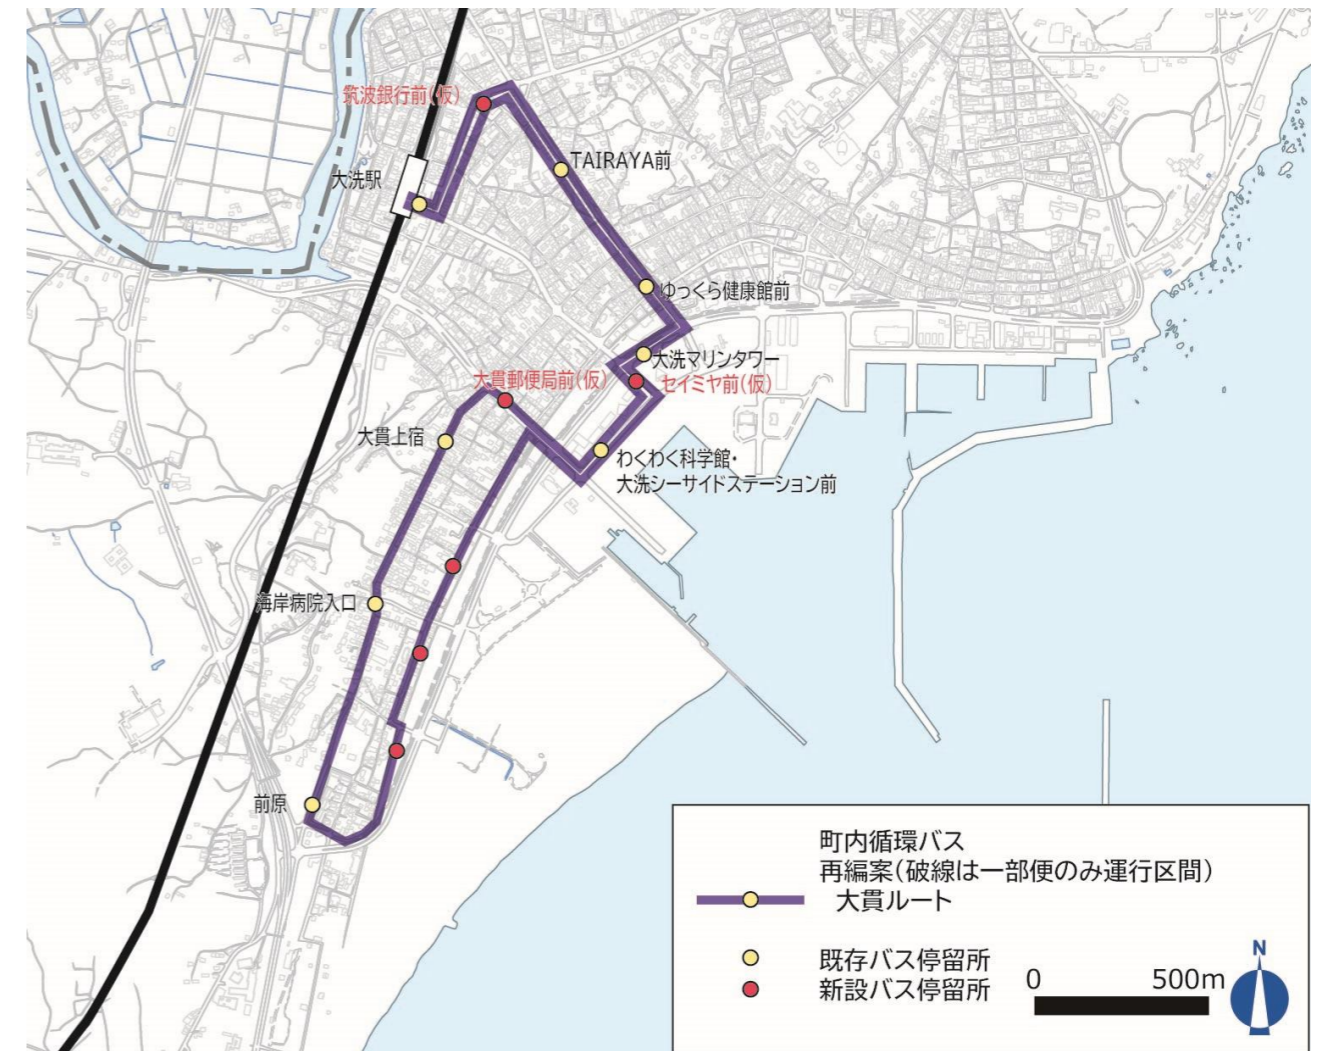 筑波銀行前(仮)
TAIRAYA前
大洗駅
ゆっくら健康館前
大洗マリンタワー
大貫郵便局前(仮)
セイミヤ前(仮)
大貫上宿
わくわく科学館・
大洗シーサイドステーション前
海岸病院入口
前原
町内循環バス
再編案(破線は一部便のみ運行区間)
大貫ルート
既存バス停留所
新設バス停留所
0 500m
N